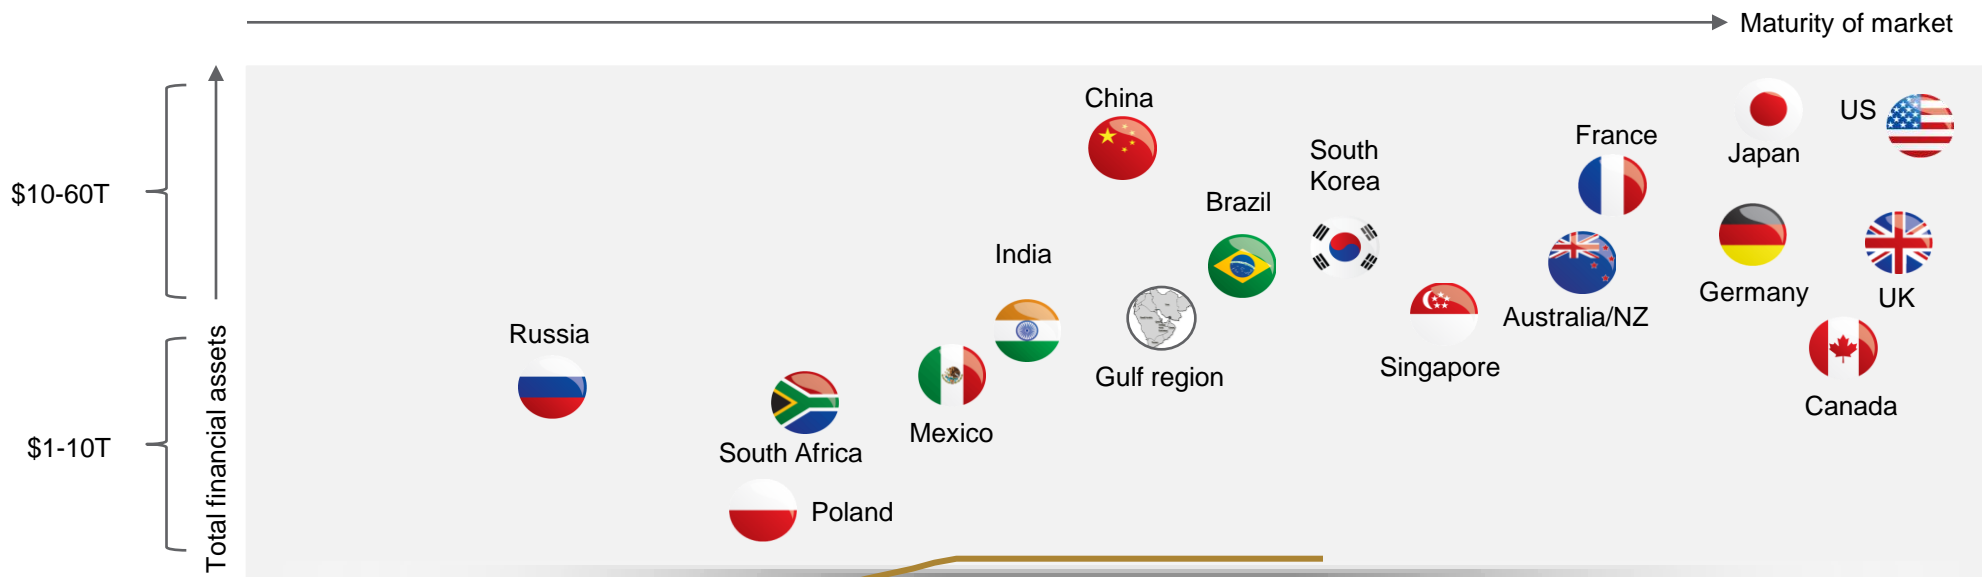 Maturity of market
China
US
France
Japan
South
Korea
$10-60T
Brazil
India
Germany
UK
Australia/NZ
Russia
Singapore
Gulf region
Canada
Mexico
$1-10T
South Africa
Poland
Total financial assets